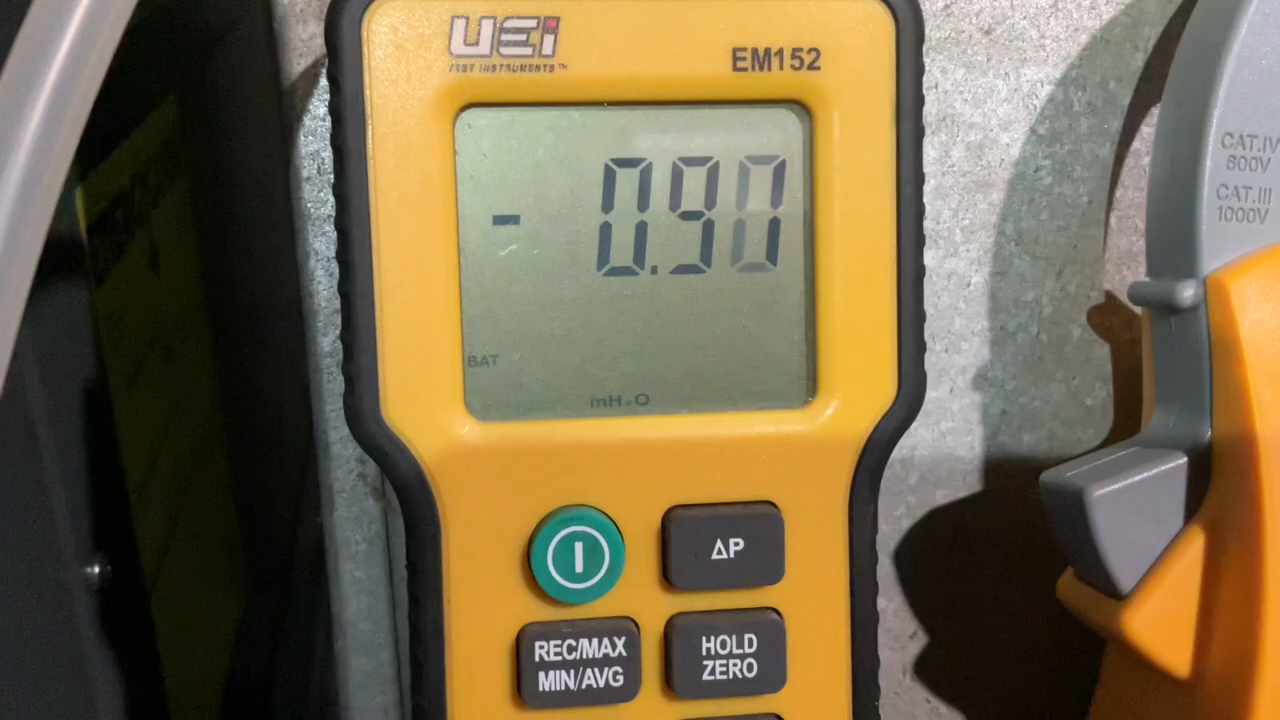 UEi
TEST INSTRUMENTS™
EM152
- 0.90
BAT
inH₂O
ΔP
REC/MAX
MIN/AVG
HOLD
ZERO
CAT.IV
600V
CAT.III
1000V